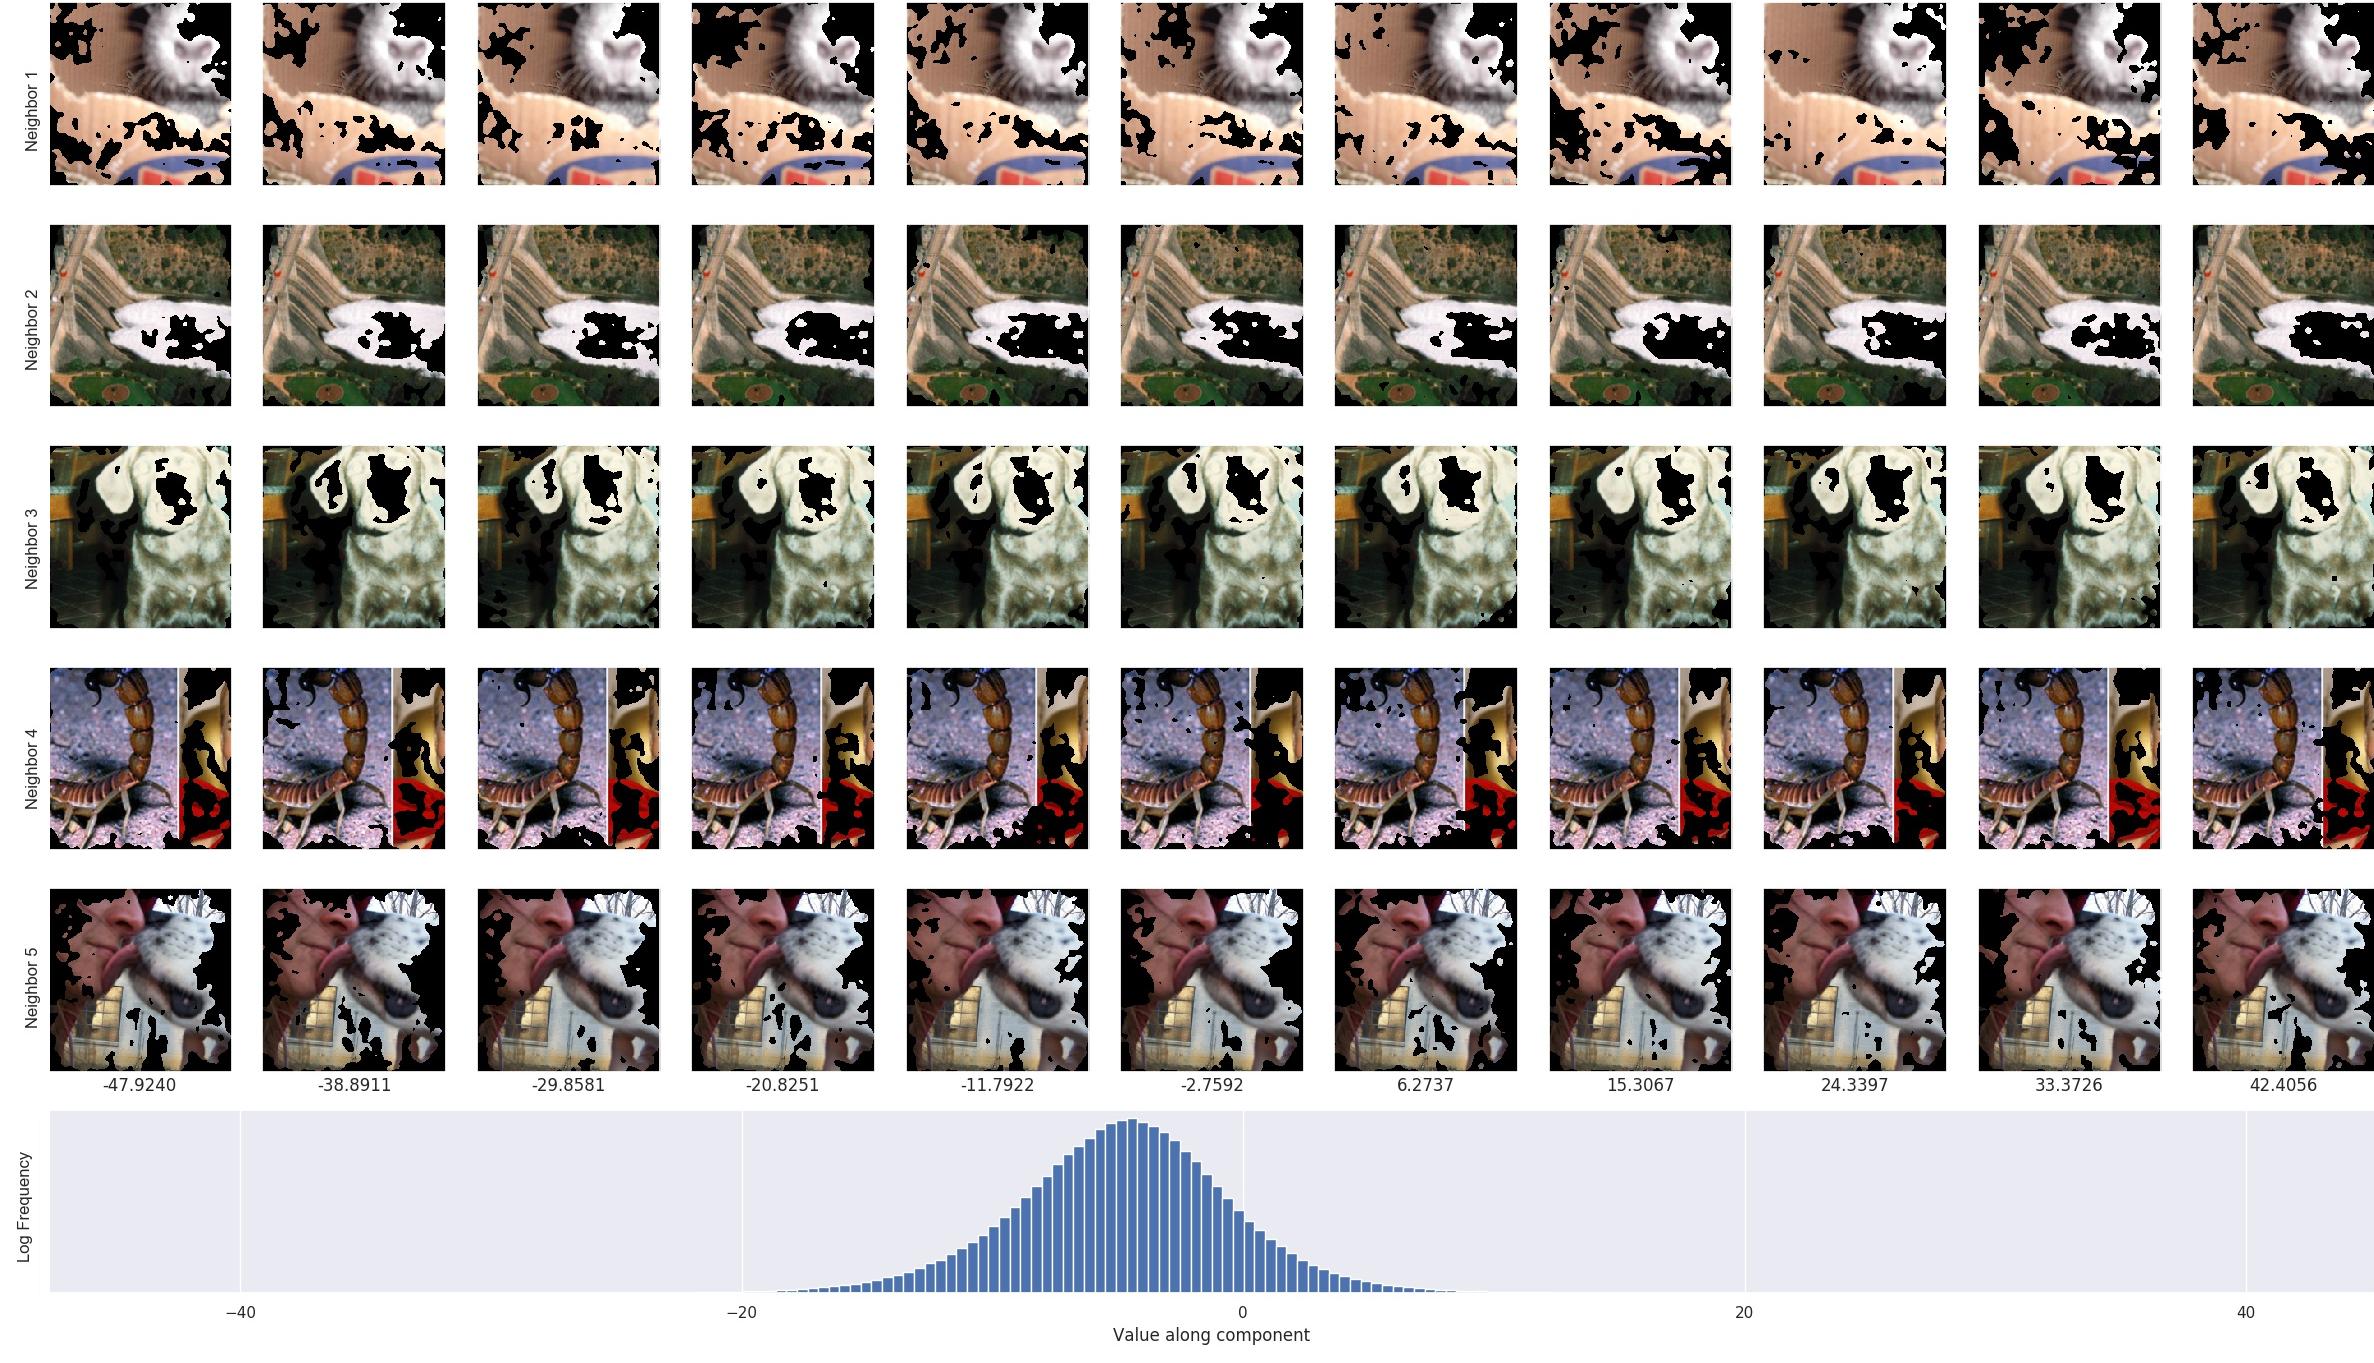 Neighbor 1
Neighbor 2
Neighbor 3
Neighbor 4
Neighbor 5
-47.9240 -38.8911 -29.8581 -20.8251 -11.7922 -2.7592 6.2737 15.3067 24.3397 33.3726 42.4056
Log Frequency
−40 −20 0 20 40
Value along component